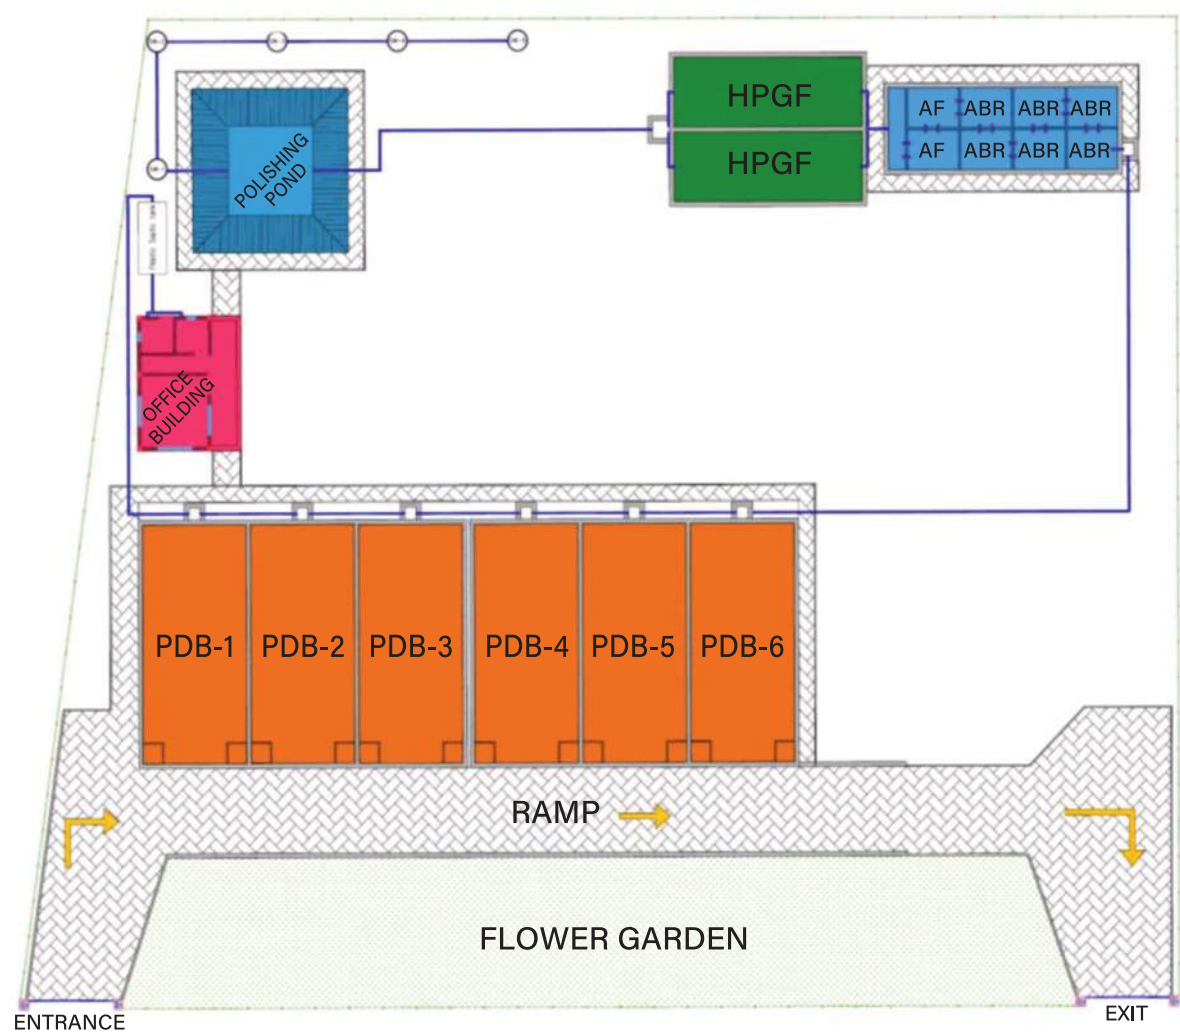 HPGF
HPGF
AF ABR ABR ABR
AF ABR ABR ABR
POLISHING
POND
OFFICE
BUILDING
PDB-1 PDB-2 PDB-3 PDB-4 PDB-5 PDB-6
RAMP
FLOWER GARDEN
ENTRANCE
EXIT